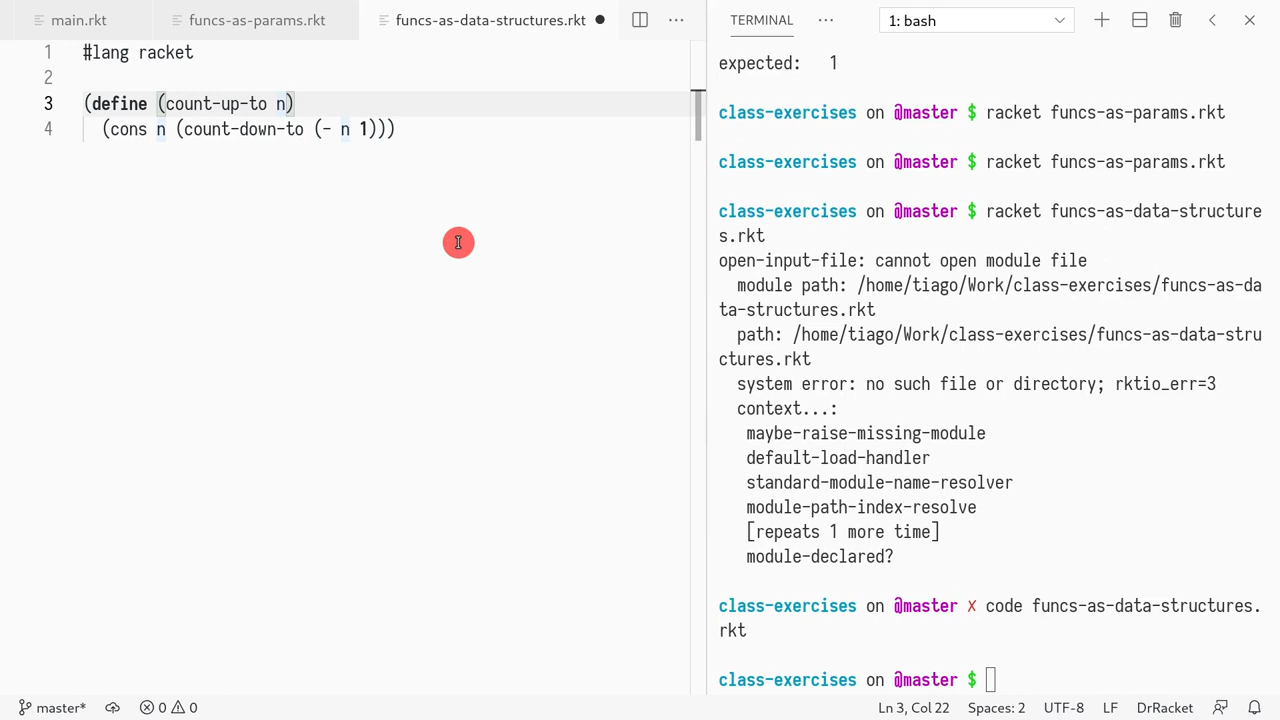 main.rkt
funcs-as-params.rkt
funcs-as-data-structures.rkt
1 #lang racket
2
3 (define (count-up-to n)
4 (cons n (count-down-to (- n 1)))
TERMINAL
1: bash
expected: 1
class-exercises on @master $ racket funcs-as-params.rkt
class-exercises on @master $ racket funcs-as-params.rkt
class-exercises on @master $ racket funcs-as-data-structure
s.rkt
open-input-file: cannot open module file
module path: /home/tiago/Work/class-exercises/funcs-as-da
ta-structures.rkt
path: /home/tiago/Work/class-exercises/funcs-as-data-stru
ctures.rkt
system error: no such file or directory; rktio_err=3
context...:
maybe-raise-missing-module
default-load-handler
standard-module-name-resolver
module-path-index-resolve
[repeats 1 more time]
module-declared?
class-exercises on @master ✗ code funcs-as-data-structures.
rkt
class-exercises on @master $
master* 0 0
Ln 3, Col 22 Spaces: 2 UTF-8 LF DrRacket